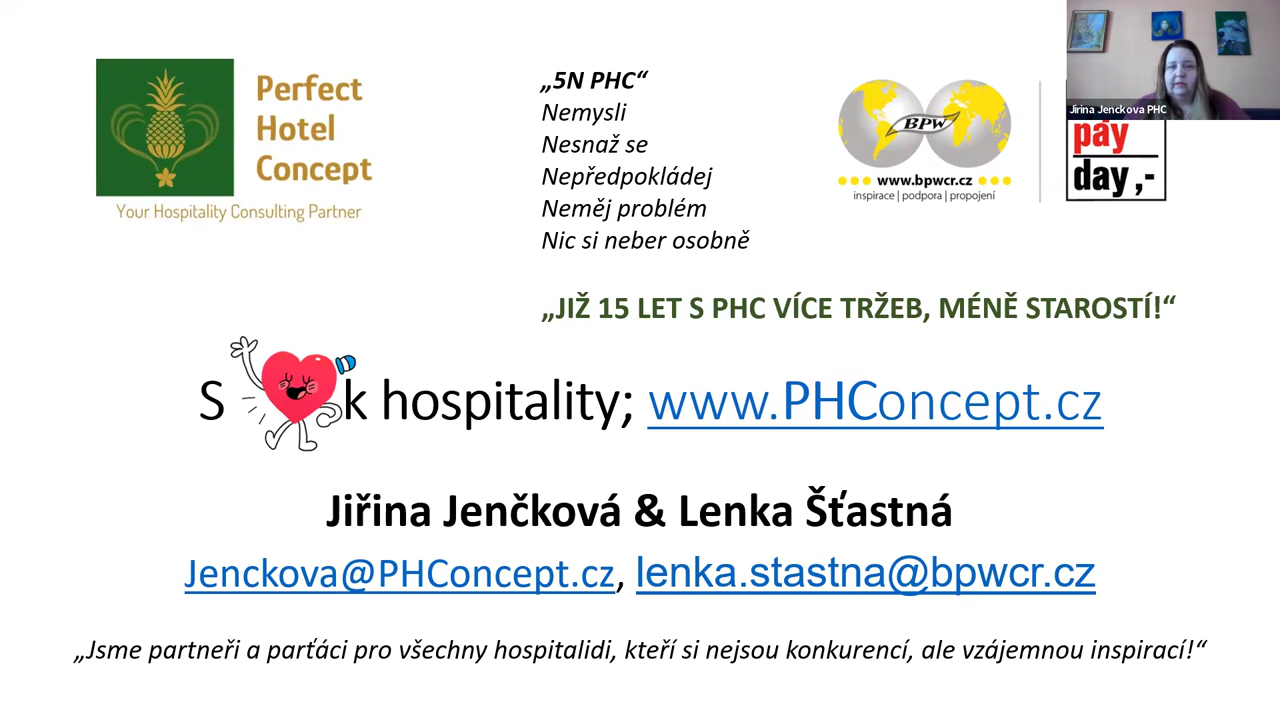 Perfect
Hotel
Concept
Your Hospitality Consulting Partner
„5N PHC“
Nemysli
Nesnaž se
Nepředpokládej
Neměj problém
Nic si neber osobně
BPW
www.bpwcr.cz
inspirace | podpora | propojení
Jirina Jenckova PHC
pay
day ,-
„JIŽ 15 LET S PHC VÍCE TRŽEB, MÉNĚ STAROSTÍ!“
S k hospitality; www.PHConcept.cz
Jiřina Jenčková & Lenka Šťastná
Jenckova@PHConcept.cz, lenka.stastna@bpwcr.cz
„Jsme partneři a parťáci pro všechny hospitalidi, kteří si nejsou konkurencí, ale vzájemnou inspirací!“